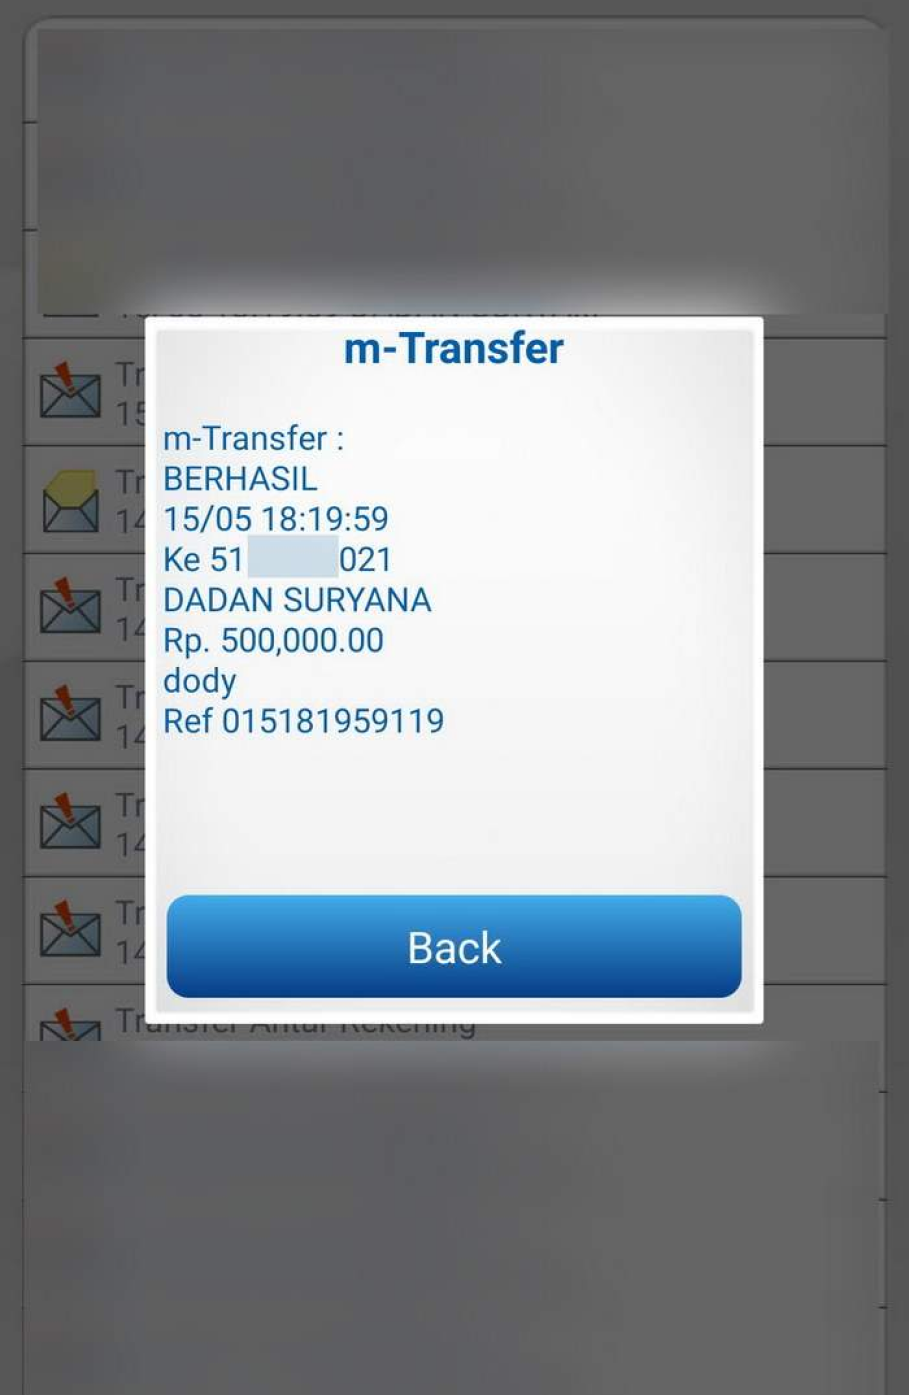 m-Transfer
m-Transfer :
BERHASIL
15/05 18:19:59
Ke 51 021
DADAN SURYANA
Rp. 500,000.00
dody
Ref 015181959119
Back
Tr
15
Tr
14
Tr
14
Tr
14
Tr
14
Tr
14
Transfer Antar Rekening